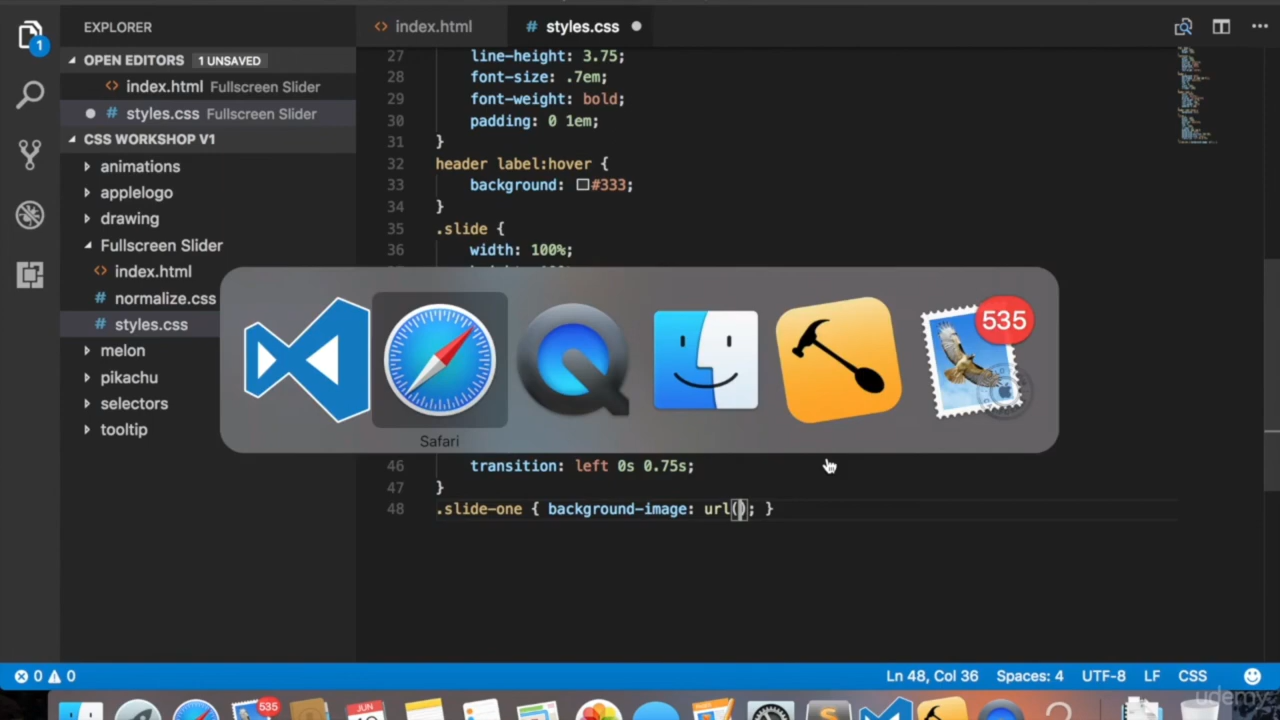 EXPLORER
index.html
styles.css
1
OPEN EDITORS 1 UNSAVED
index.html Fullscreen Slider
styles.css Fullscreen Slider
CSS WORKSHOP V1
animations
applelogo
drawing
Fullscreen Slider
index.html
normalize.css
styles.css
melon
pikachu
selectors
tooltip
27 line-height: 3.75;
28 font-size: .7em;
29 font-weight: bold;
30 padding: 0 1em;
31 }
32 header label:hover {
33 background: #333;
34 }
35 .slide {
36 width: 100%;
535
Safari
46 transition: left 0s 0.75s;
47 }
48 .slide-one { background-image: url(); }
0 0
Ln 48, Col 36
Spaces: 4
UTF-8
LF
CSS
udemy
535
JUN